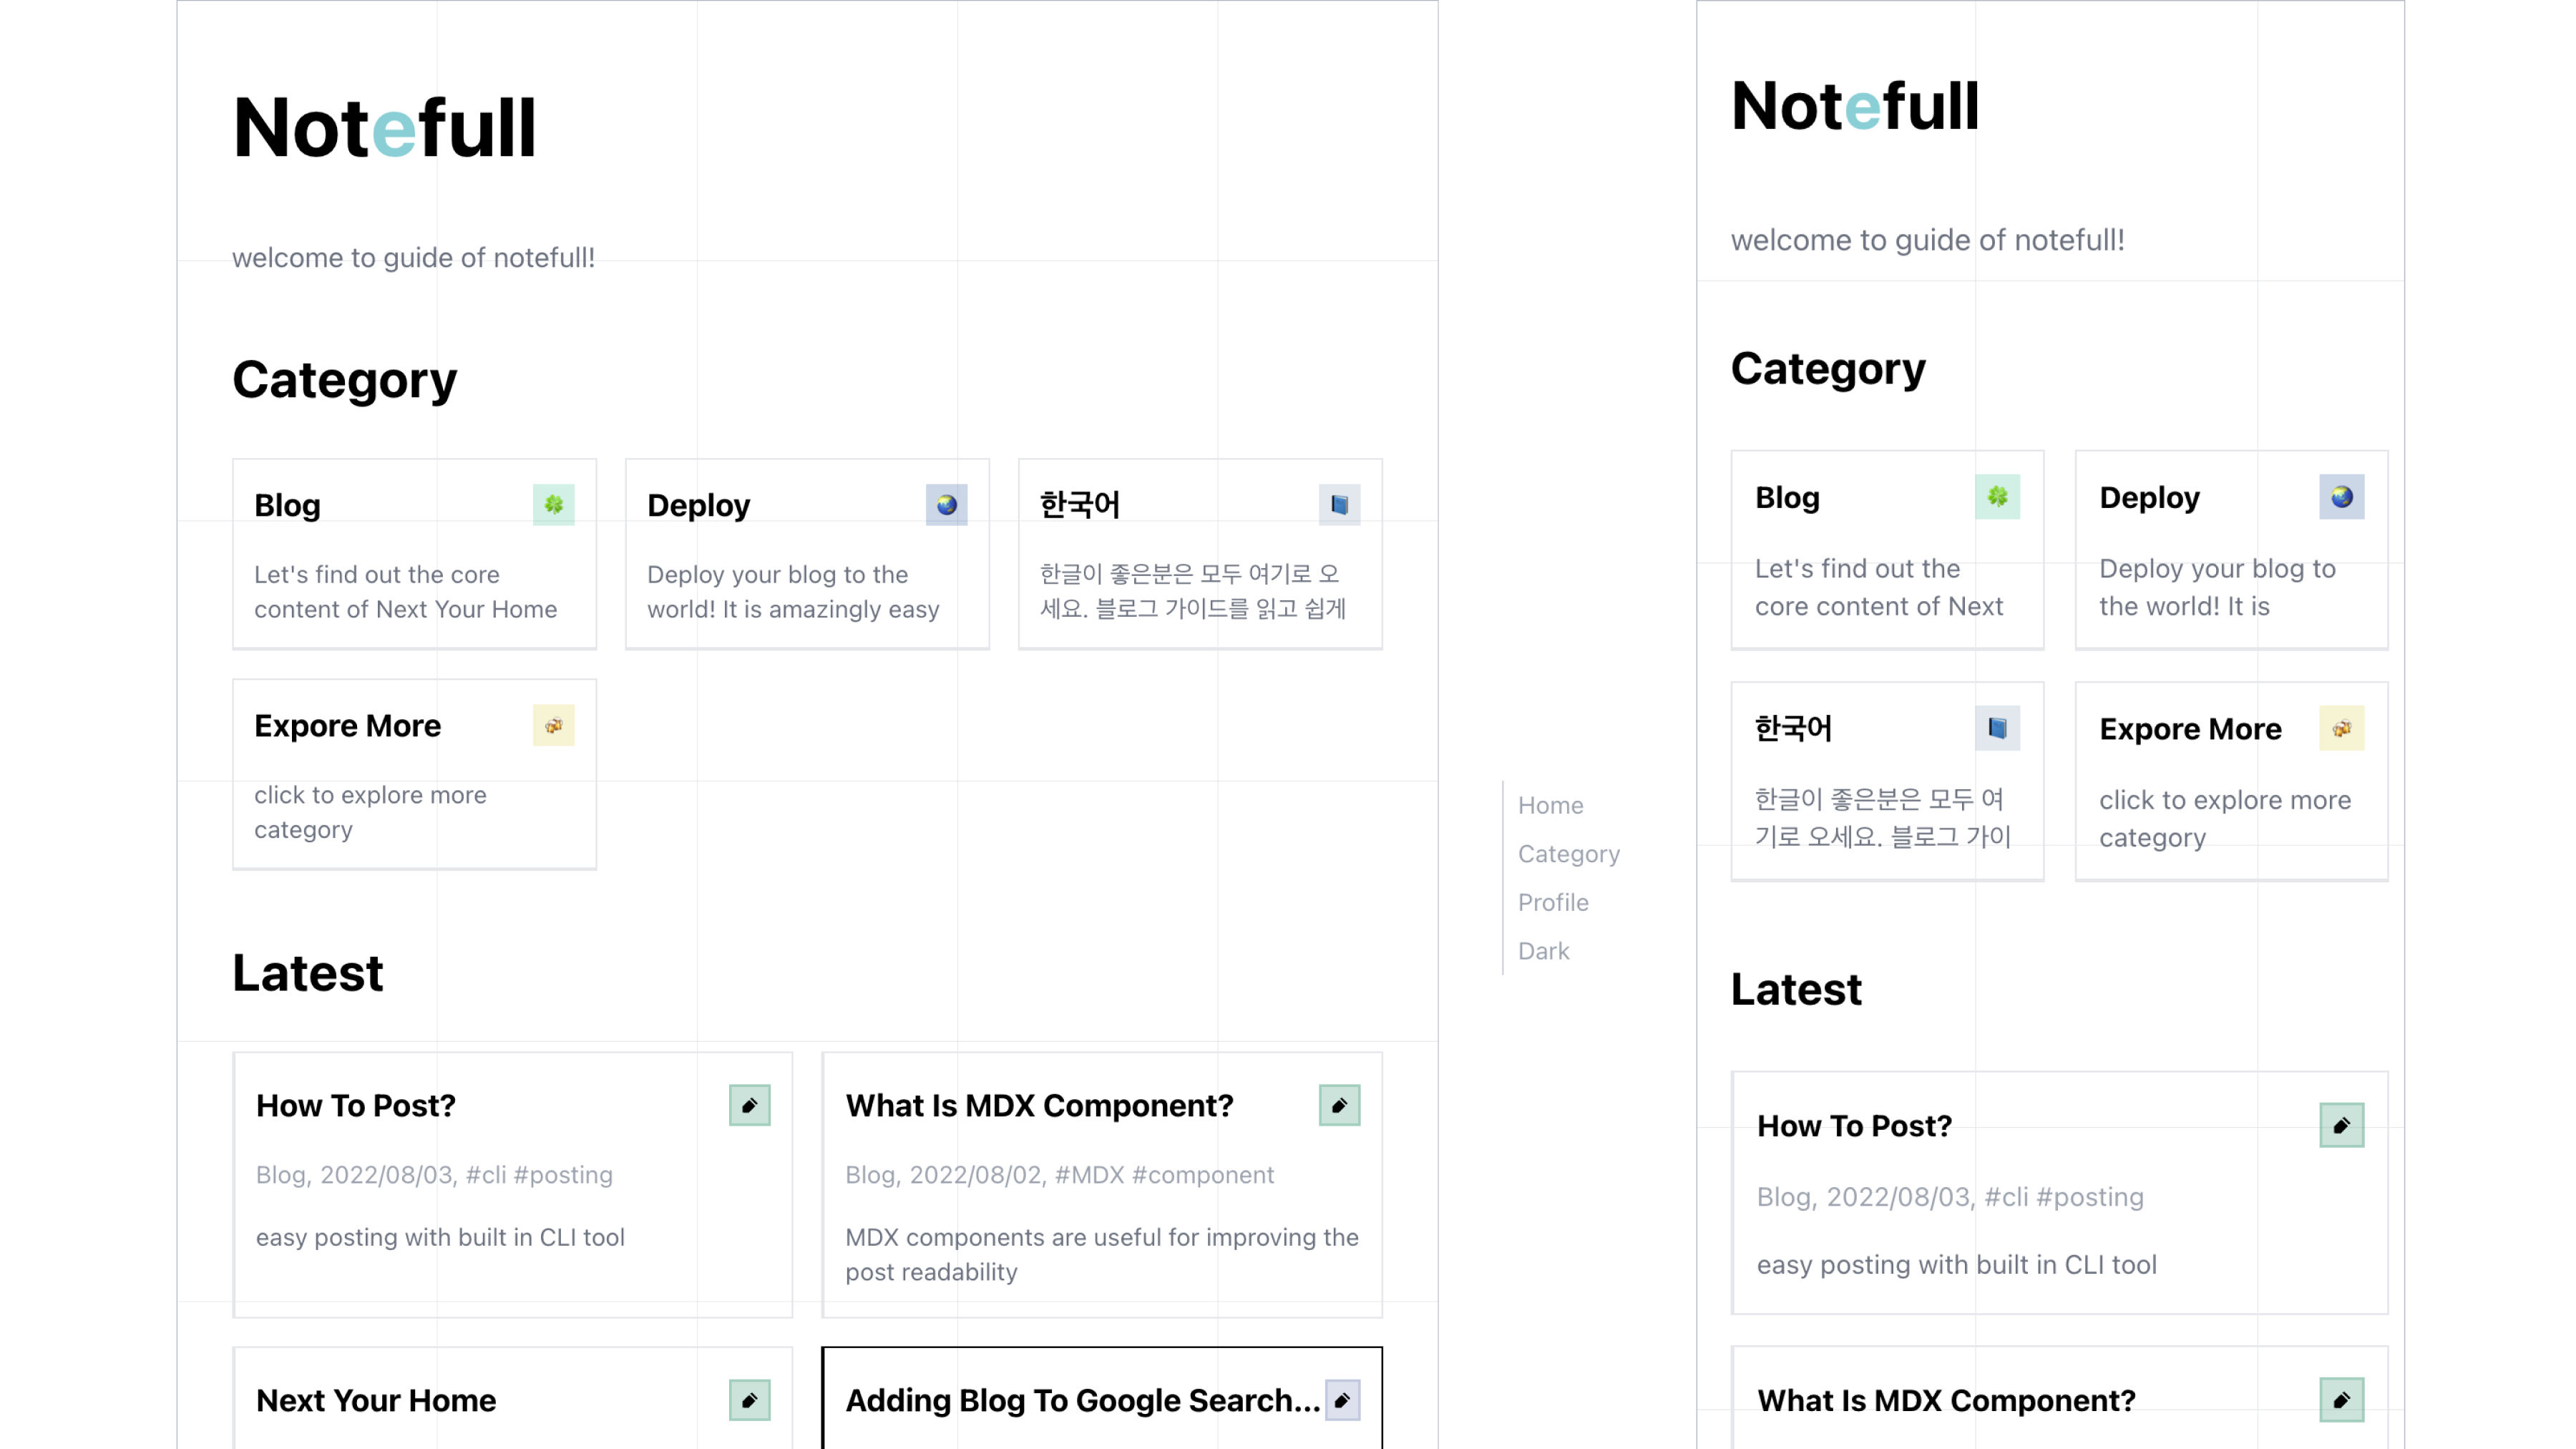 Notefull
welcome to guide of notefull!
Category
Blog
Let's find out the core
content of Next Your Home
Deploy
Deploy your blog to the
world! It is amazingly easy
한국어
한글이 좋은분은 모두 여기로 오
세요. 블로그 가이드를 읽고 쉽게
Expore More
click to explore more
category
Latest
How To Post?
Blog, 2022/08/03, #cli #posting
easy posting with built in CLI tool
What Is MDX Component?
Blog, 2022/08/02, #MDX #component
MDX components are useful for improving the
post readability
Next Your Home
Adding Blog To Google Search...
Home
Category
Profile
Dark
Notefull
welcome to guide of notefull!
Category
Blog
Let's find out the
core content of Next
Deploy
Deploy your blog to
the world! It is
한국어
한글이 좋은분은 모두 여
기로 오세요. 블로그 가이
Expore More
click to explore more
category
Latest
How To Post?
Blog, 2022/08/03, #cli #posting
easy posting with built in CLI tool
What Is MDX Component?